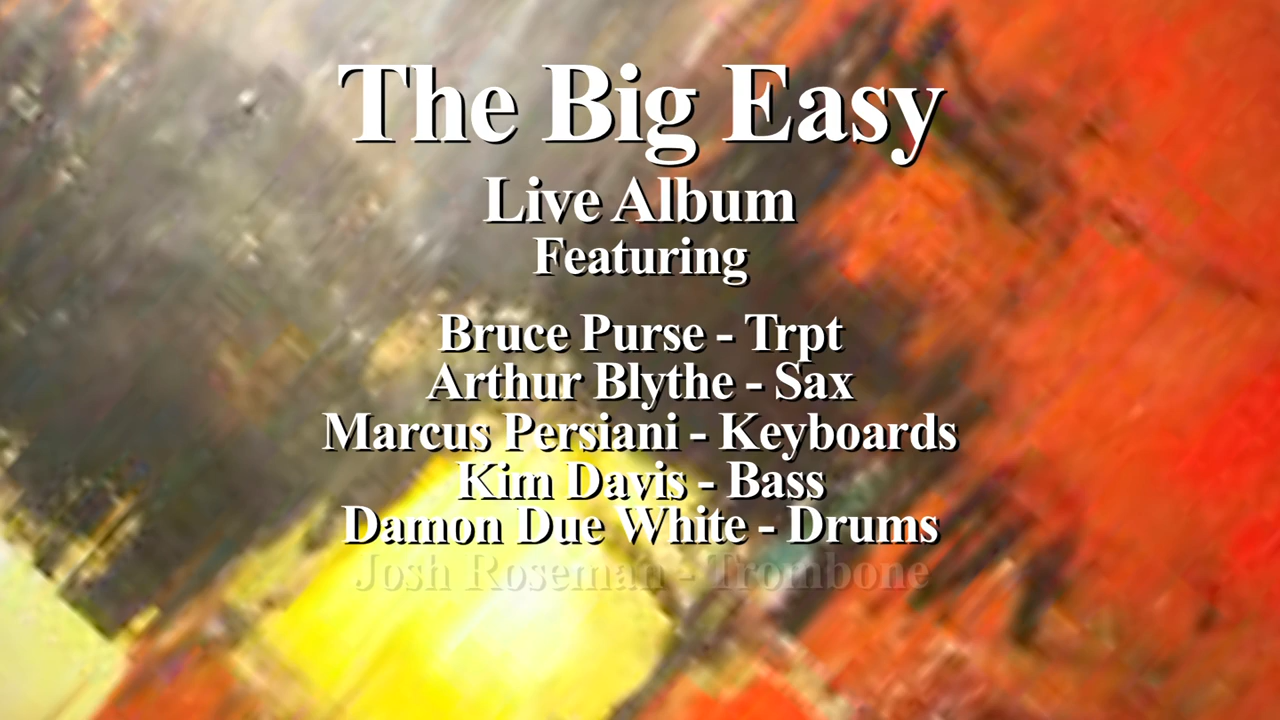 The Big Easy
Live Album
Featuring
Bruce Purse - Trpt
Arthur Blythe - Sax
Marcus Persiani - Keyboards
Kim Davis - Bass
Damon Due White - Drums
Josh Roseman - Trombone